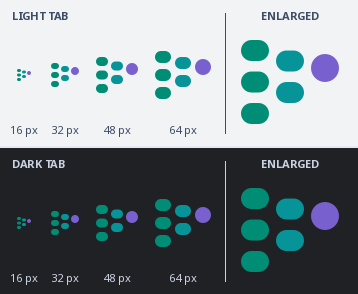 LIGHT TAB
ENLARGED
16 px 32 px 48 px 64 px
DARK TAB
ENLARGED
16 px 32 px 48 px 64 px